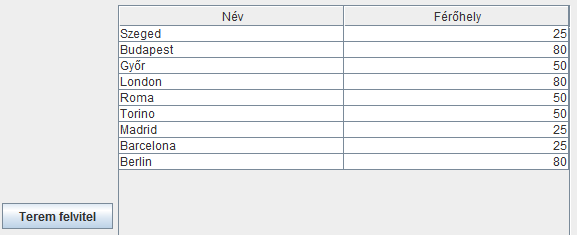 Név Férőhely
Szeged 25
Budapest 80
Győr 50
London 80
Roma 50
Torino 50
Madrid 25
Barcelona 25
Berlin 80
Terem felvitel